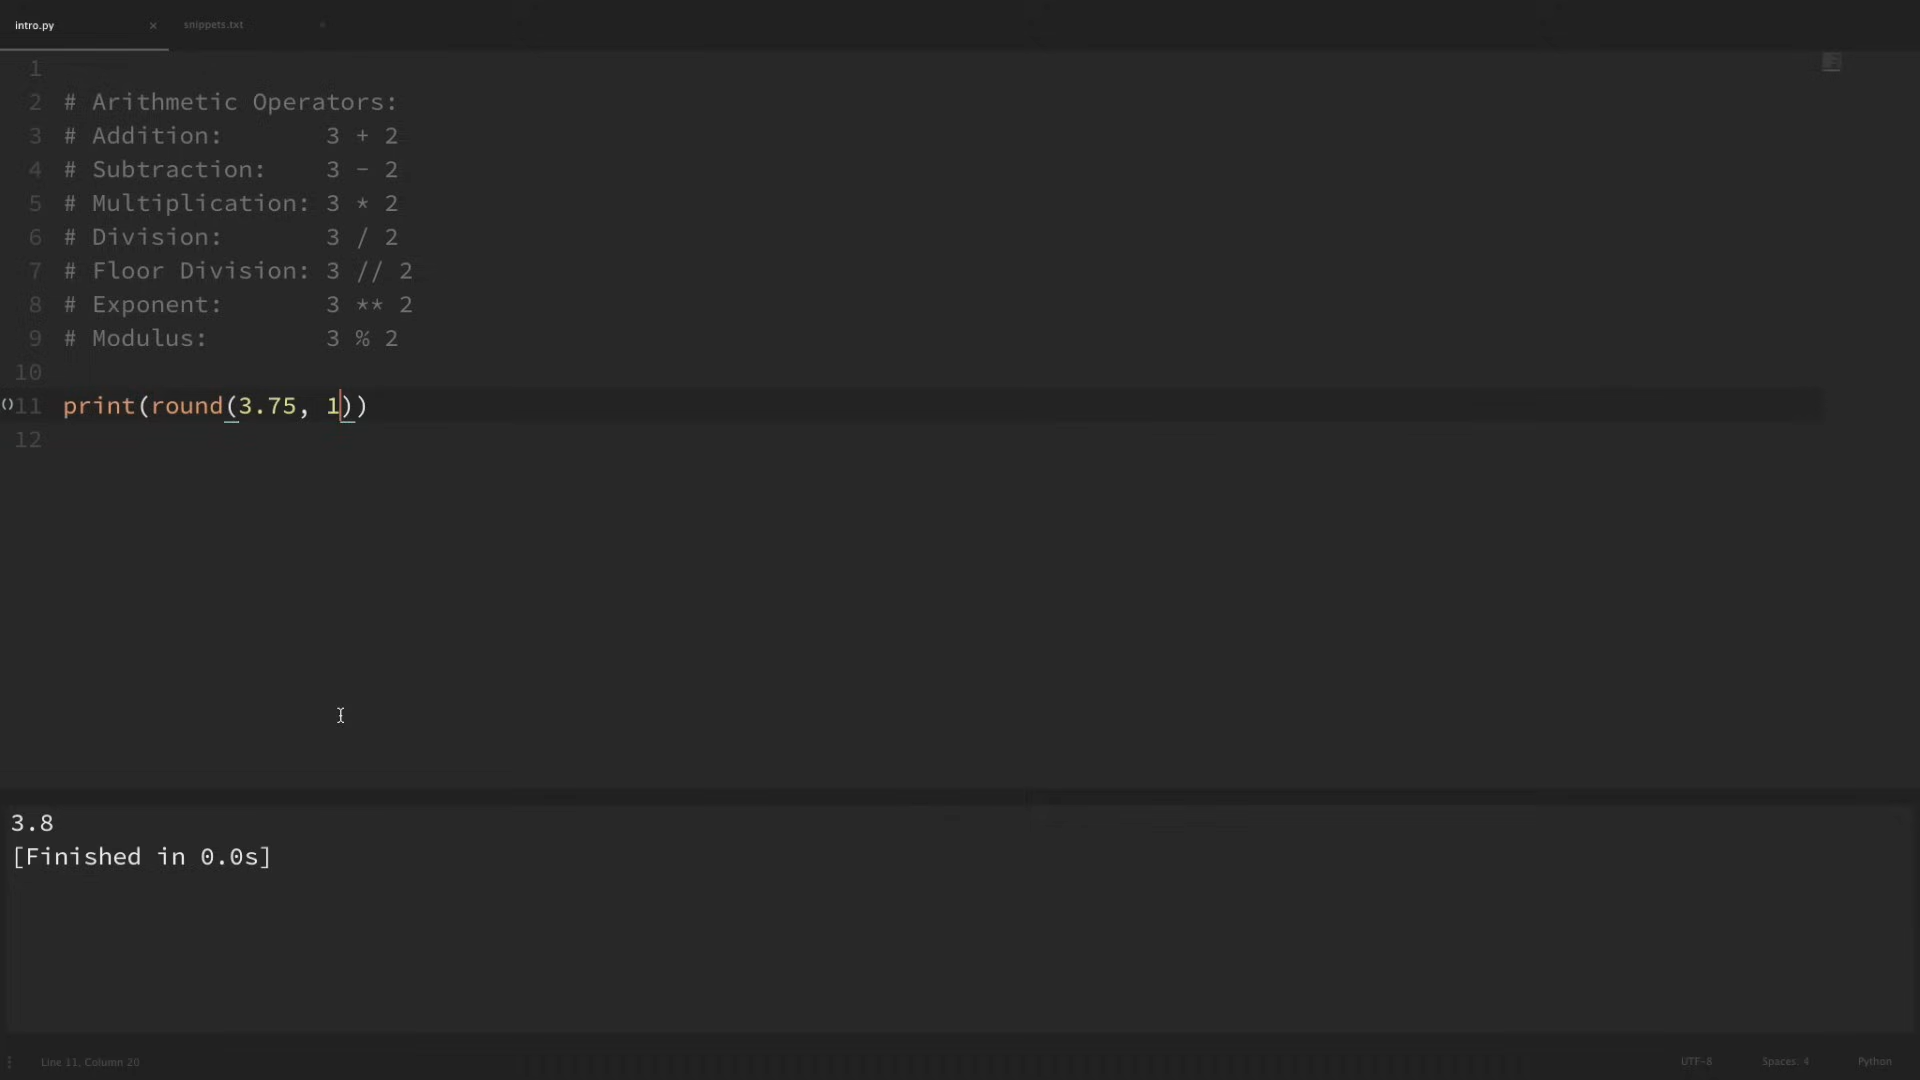 intro.py × snippets.txt
1
2 # Arithmetic Operators:
3 # Addition:       3 + 2
4 # Subtraction:    3 - 2
5 # Multiplication: 3 * 2
6 # Division:       3 / 2
7 # Floor Division: 3 // 2
8 # Exponent:       3 ** 2
9 # Modulus:        3 % 2
10
()11 print(round(3.75, 1))
12
3.8
[Finished in 0.0s]
Line 11, Column 20 UTF-8 Spaces: 4 Python